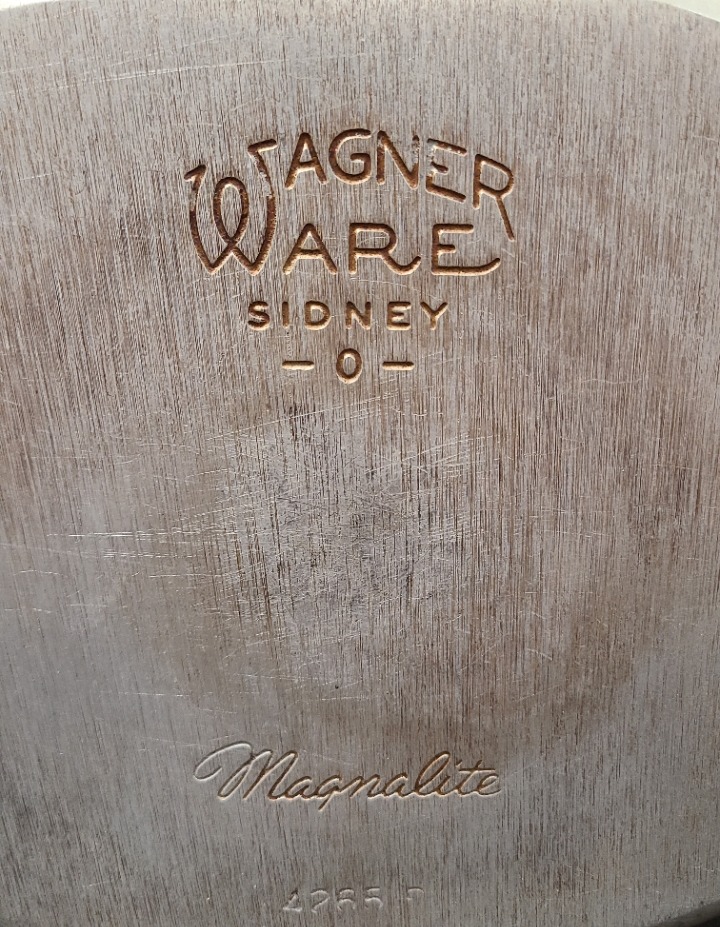 WAGNER
WARE
SIDNEY
-O-
Magnalite